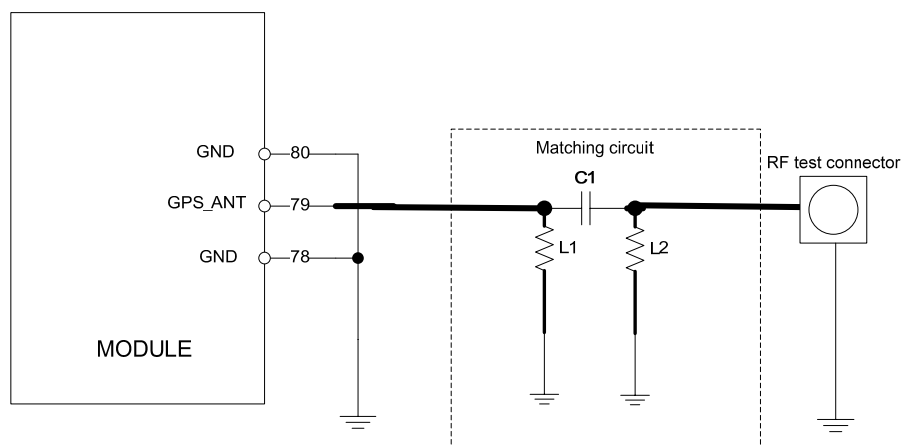 Matching circuit
RF test connector
GND 80
C1
GPS_ANT 79
L1
L2
GND 78
MODULE